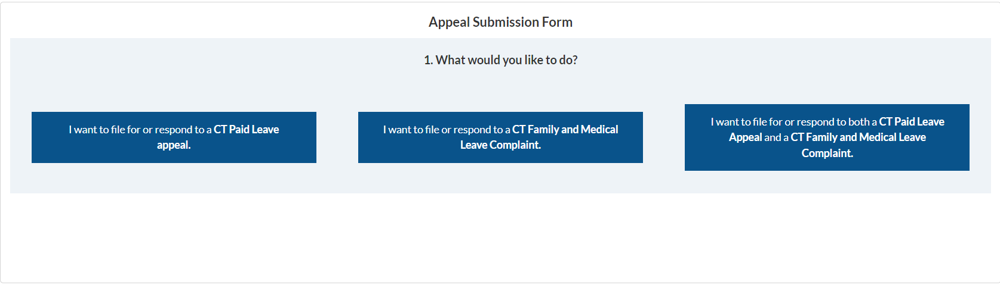 Appeal Submission Form
1. What would you like to do?
I want to file for or respond to a CT Paid Leave
appeal.
I want to file or respond to a CT Family and Medical
Leave Complaint.
I want to file for or respond to both a CT Paid Leave
Appeal and a CT Family and Medical Leave
Complaint.